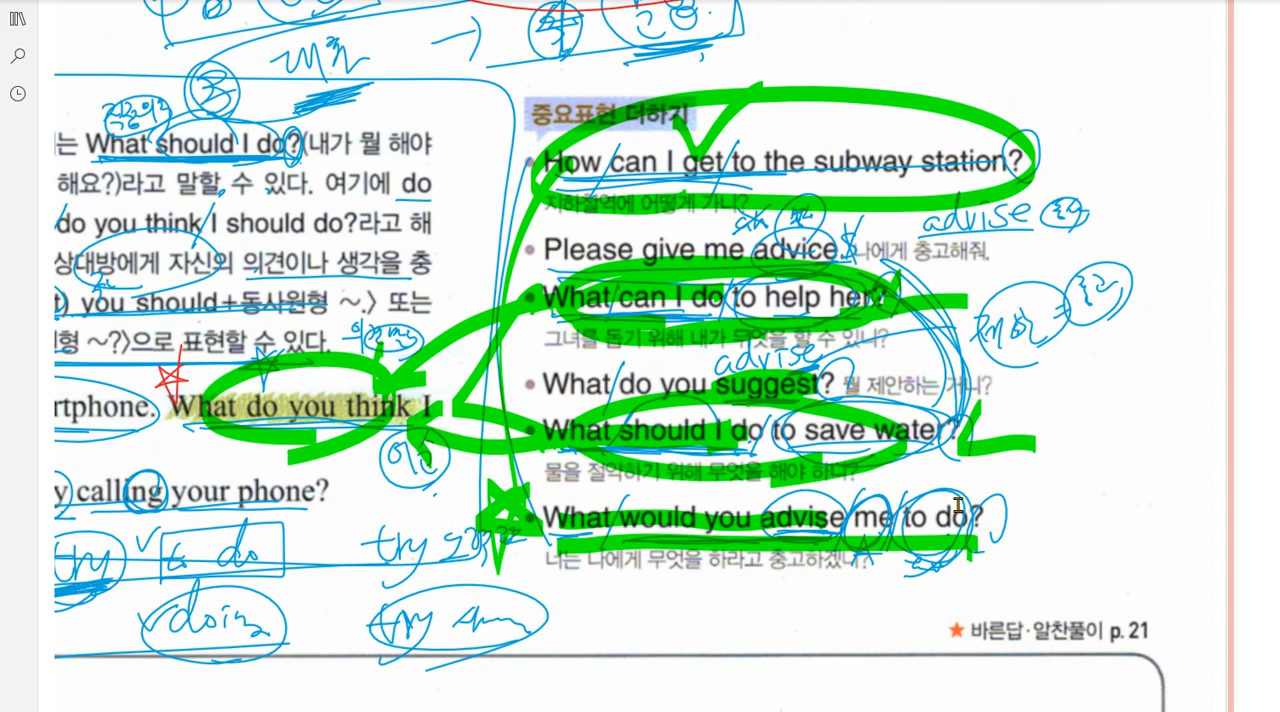 대충
직독이
는 What should I do?(내가 뭘 해야
해요?)라고 말할 수 있다. 여기에 do
do you think I should do?라고 해
상대방에게 자신의 의견이나 생각을 충
you should+동사원형 ~.〉 또는
형 ~?〉으로 표현할 수 있다.
rtphone. What do you think I
y calling your phone?
try
to do
doing
try
try
중요표현 더하기
• How can I get to the subway station?
지하철역에 어떻게 가니?
advise
• Please give me advice. 나에게 충고해줘.
• What can I do to help her?
그녀를 돕기 위해 내가 무엇을 할 수 있니?
advise
• What do you suggest? 뭘 제안하는 거니?
• What should I do to save water?
물을 절약하기 위해 무엇을 해야 하니?
• What would you advise me to do?
너는 나에게 무엇을 하라고 충고하겠니?
★ 바른답·알찬풀이 p. 21